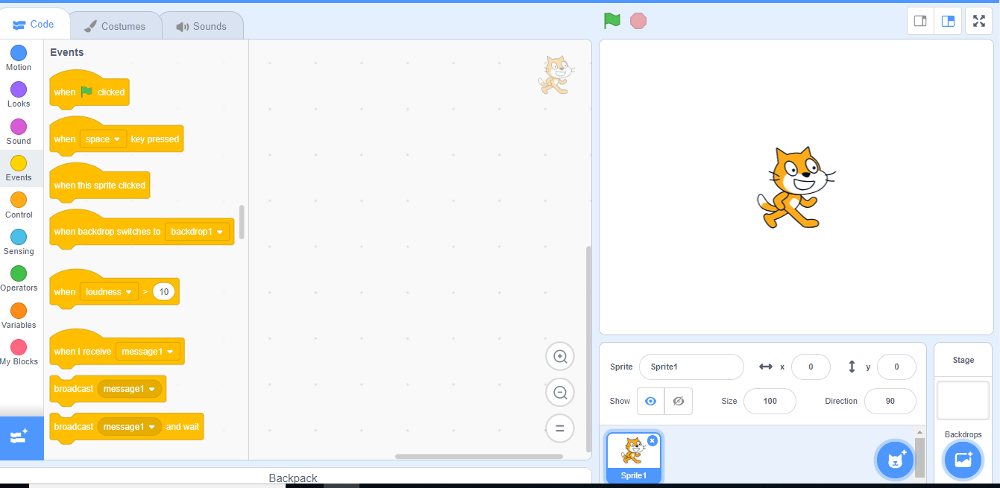 Code
Costumes
Sounds
Motion
Looks
Sound
Events
Control
Sensing
Operators
Variables
My Blocks
Events
when clicked
when space key pressed
when this sprite clicked
when backdrop switches to backdrop1
when loudness > 10
when I receive message1
broadcast message1
broadcast message1 and wait
Backpack
Sprite Sprite1 x 0 y 0
Show Size 100 Direction 90
Sprite1
Stage
Backdrops